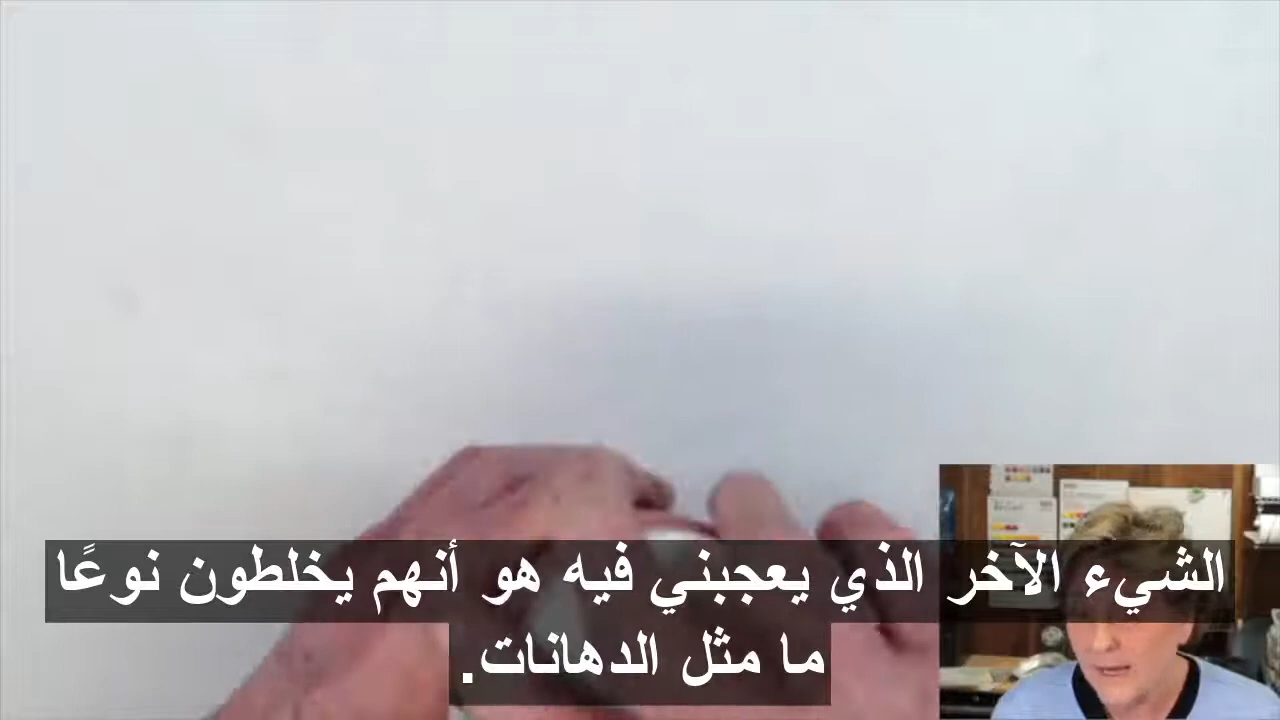 الشيء الآخر الذي يعجبني فيه هو أنهم يخلطون نوعًا
ما مثل الدهانات.